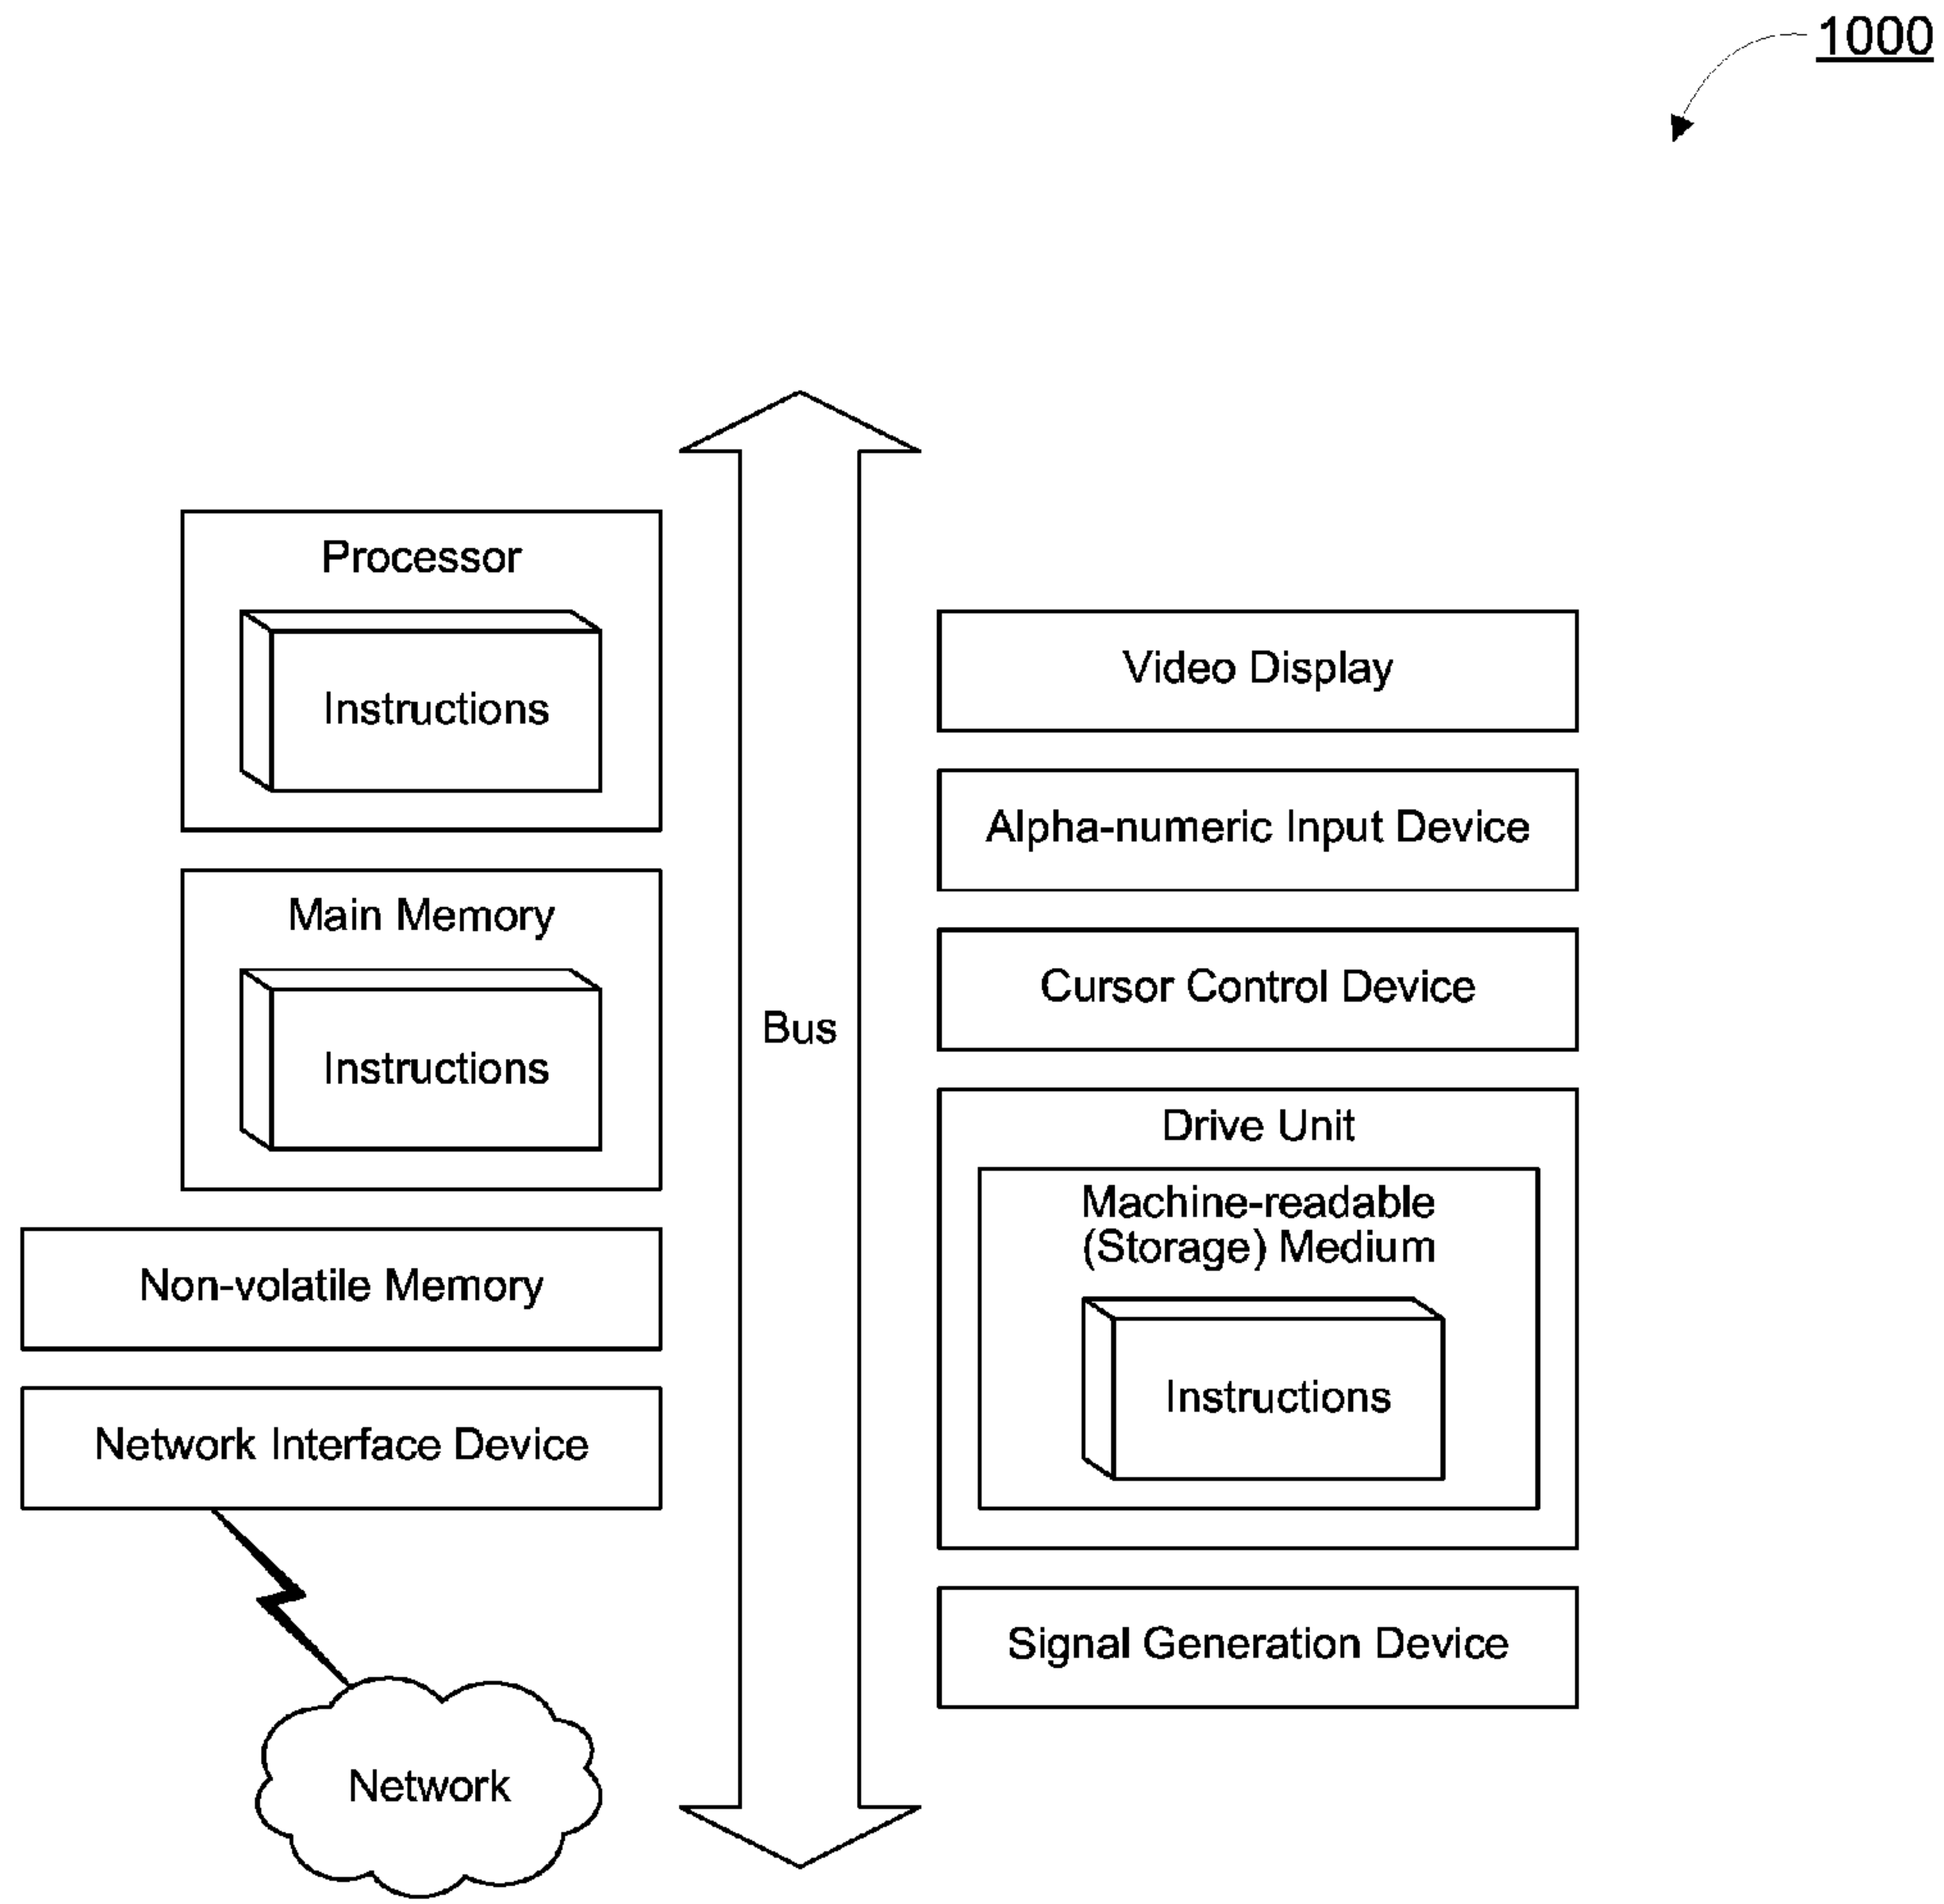 1000
Processor
Instructions
Main Memory
Instructions
Non-volatile Memory
Network Interface Device
Network
Bus
Video Display
Alpha-numeric Input Device
Cursor Control Device
Drive Unit
Machine-readable
(Storage) Medium
Instructions
Signal Generation Device